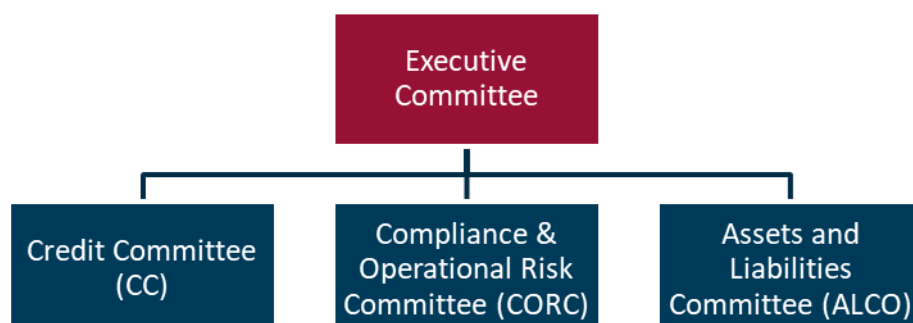 Executive
Committee
Credit Committee
(CC)
Compliance &
Operational Risk
Committee (CORC)
Assets and
Liabilities
Committee (ALCO)